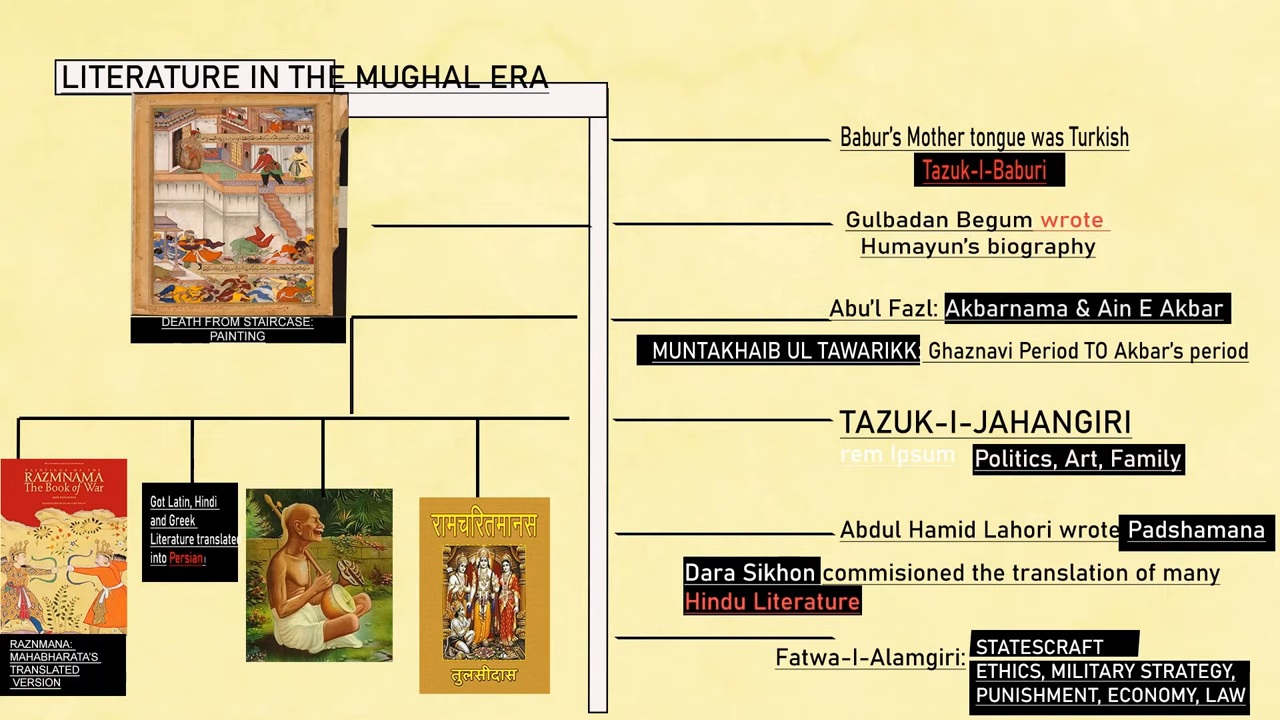 LITERATURE IN THE MUGHAL ERA
DEATH FROM STAIRCASE:
PAINTING
Babur's Mother tongue was Turkish
Tazuk-I-Baburi
Gulbadan Begum wrote
Humayun's biography
Abu'l Fazl: Akbarnama & Ain E Akbar
MUNTAKHAIB UL TAWARIKK: Ghaznavi Period TO Akbar's period
TAZUK-I-JAHANGIRI
rem Ipsum
Politics, Art, Family
Abdul Hamid Lahori wrote Padshamana
Dara Sikhon commisioned the translation of many
Hindu Literature
Fatwa-I-Alamgiri:
STATESCRAFT
ETHICS, MILITARY STRATEGY,
PUNISHMENT, ECONOMY, LAW
RAZMNAMA
The Book of War
RAZNMANA:
MAHABHARATA'S
TRANSLATED
VERSION
Got Latin, Hindi
and Greek
Literature translate
into Persian
रामचरितमानस
तुलसीदास